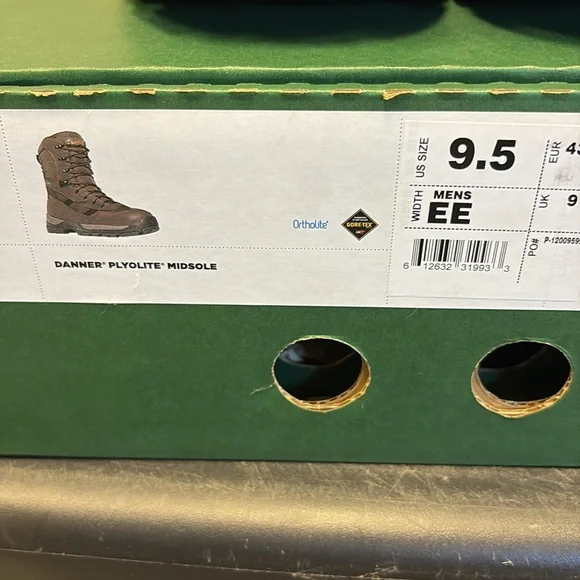 US SIZE 9.5
EUR 43
WIDTH MENS EE
UK 9
Ortholite®
GORE-TEX
DANNER® PLYOLITE® MIDSOLE
6 12632 31993 3
PO# P-1200959